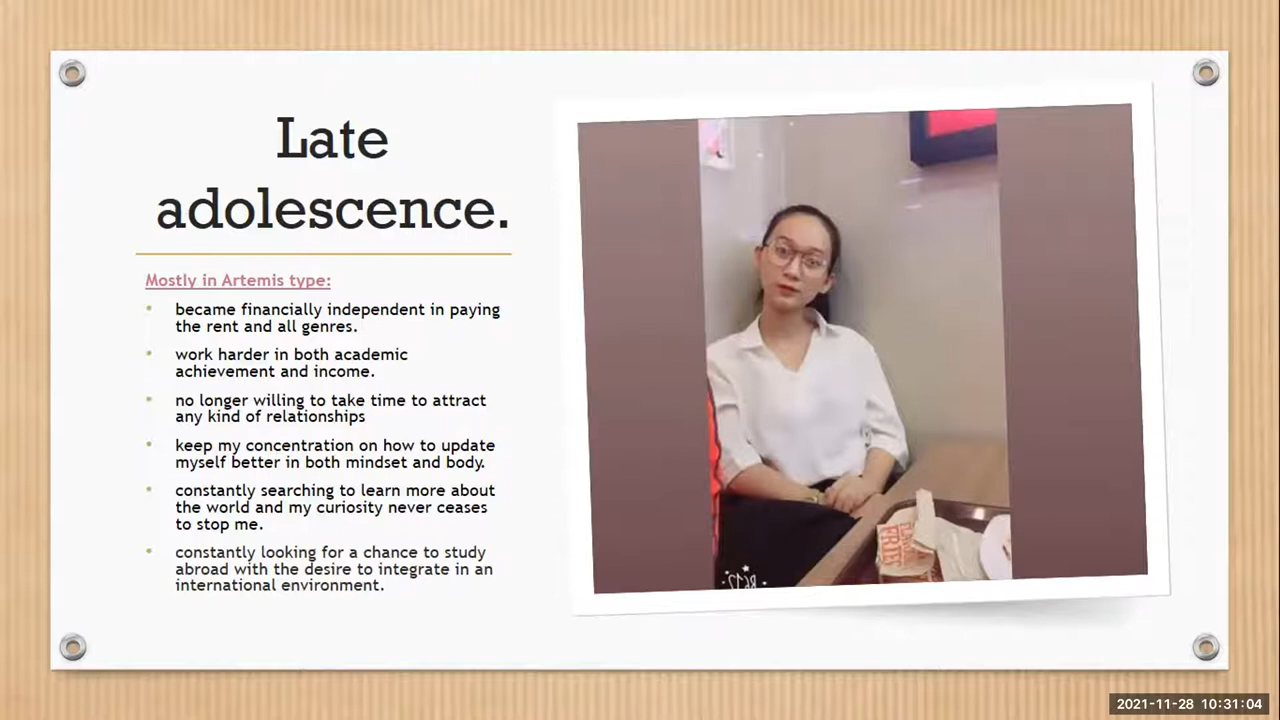 Late
adolescence.
Mostly in Artemis type:
• became financially independent in paying
the rent and all genres.
• work harder in both academic
achievement and income.
• no longer willing to take time to attract
any kind of relationships
• keep my concentration on how to update
myself better in both mindset and body.
• constantly searching to learn more about
the world and my curiosity never ceases
to stop me.
• constantly looking for a chance to study
abroad with the desire to integrate in an
international environment.
FRIES
B612
2021-11-28 10:31:04